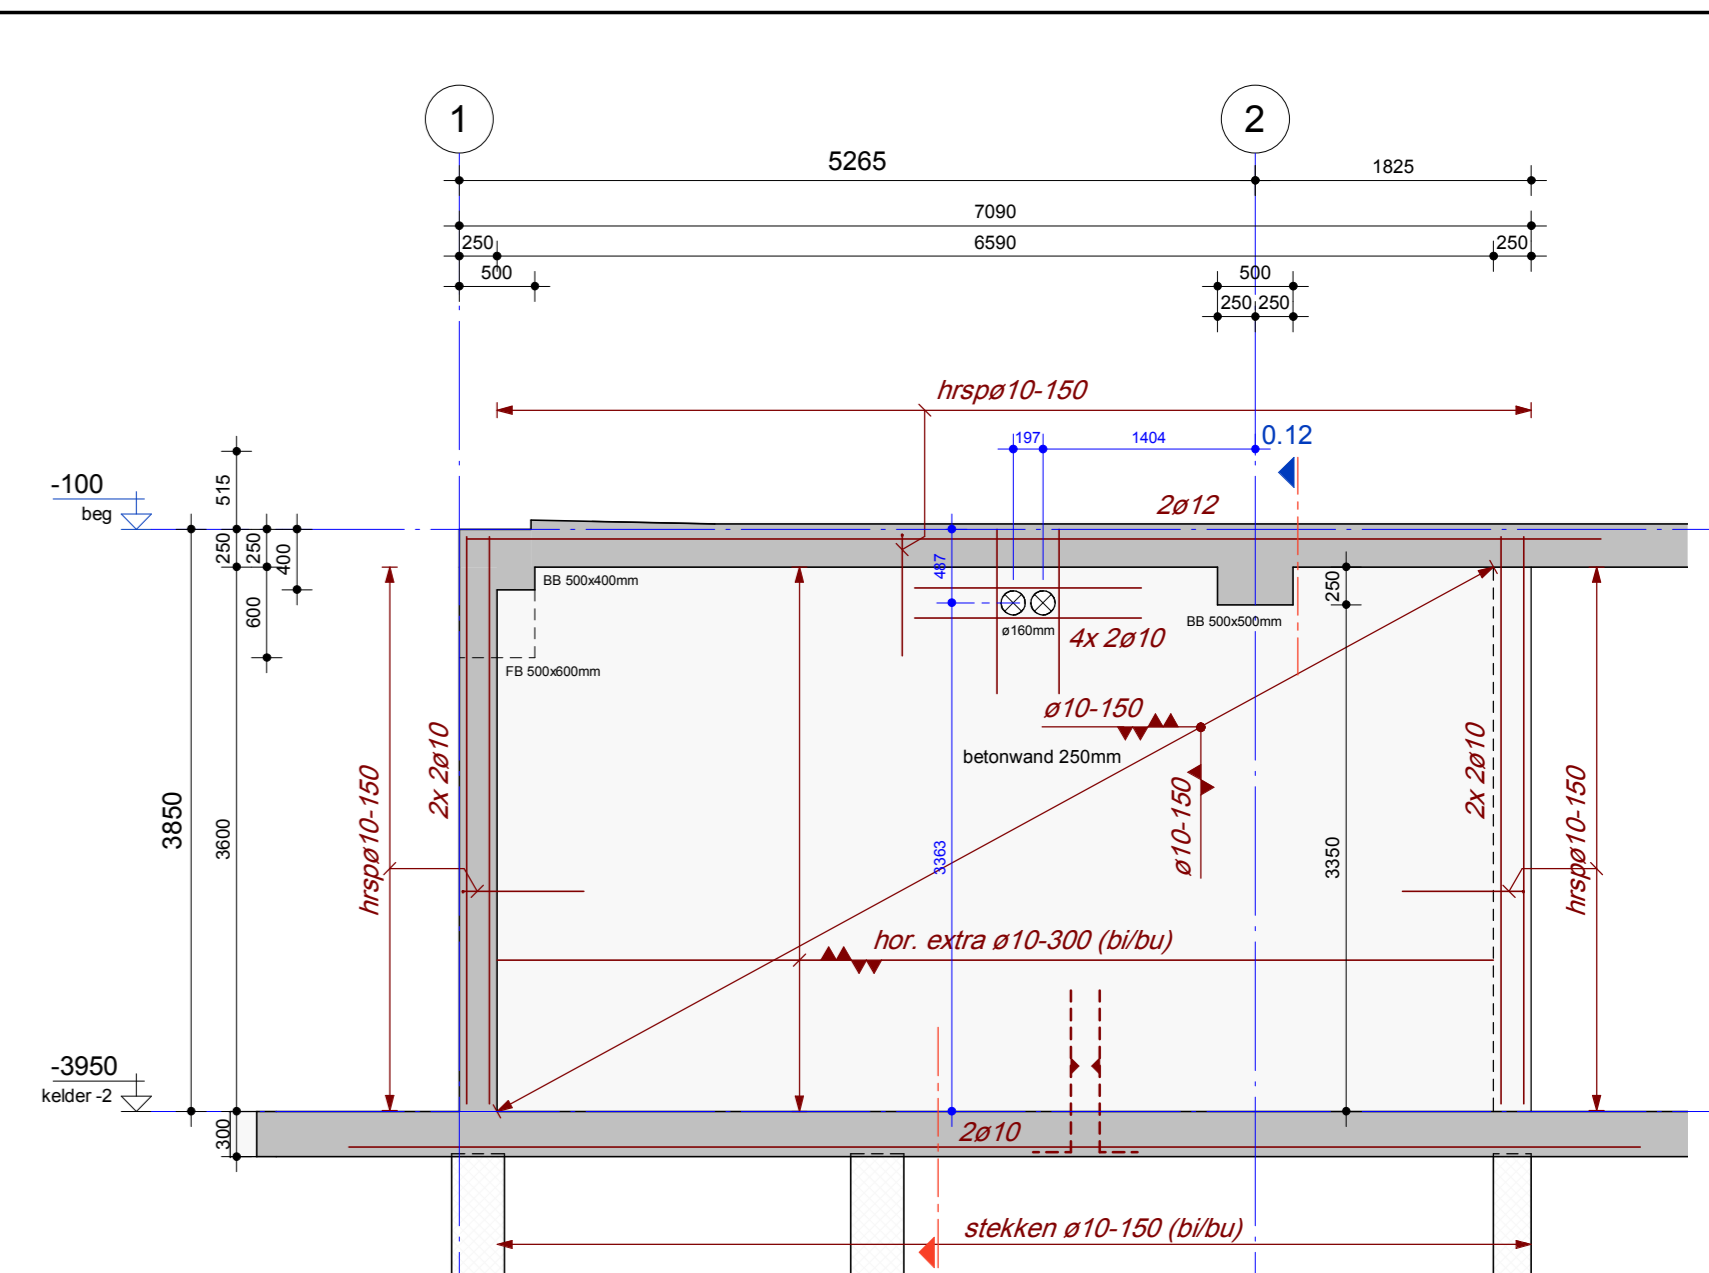 1
2
5265
1825
7090
250
6590
250
500
500
250
250
hrspø10-150
197
1404
0.12
-100
beg
515
2ø12
250
250
400
487
BB 500x400mm
250
600
ø160mm
4x 2ø10
BB 500x500mm
FB 500x600mm
ø10-150
betonwand 250mm
2x 2ø10
2x 2ø10
hrspø10-150
ø10-150
hrspø10-150
3850
3600
3363
3350
hor. extra ø10-300 (bi/bu)
-3950
kelder -2
300
2ø10
stekken ø10-150 (bi/bu)